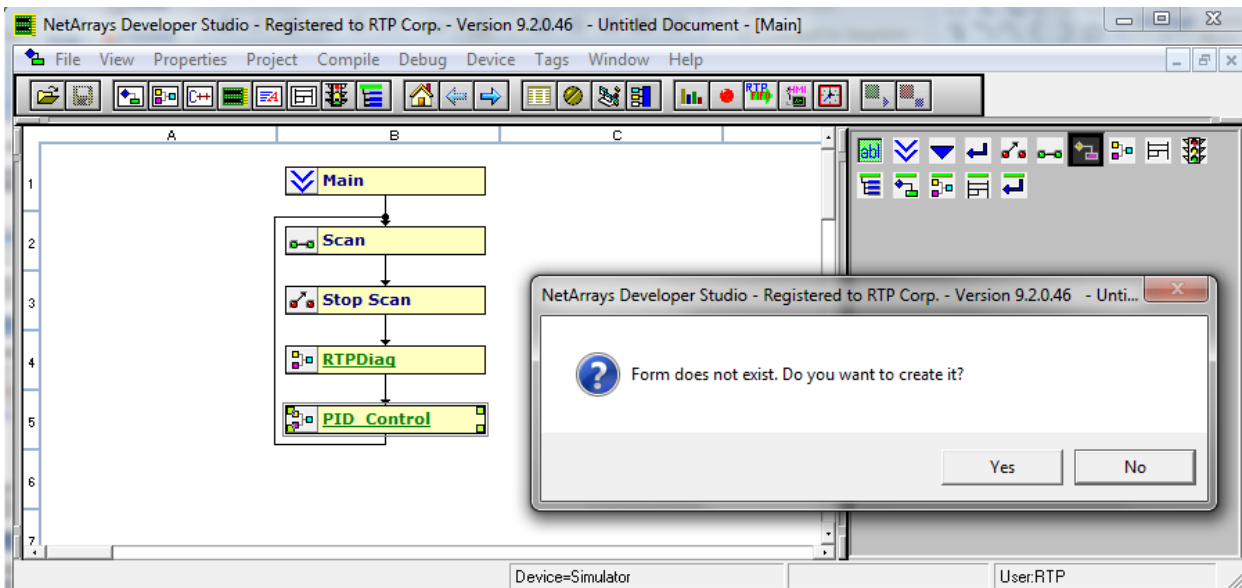 NetArrays Developer Studio - Registered to RTP Corp. - Version 9.2.0.46 - Untitled Document - [Main]
File View Properties Project Compile Debug Device Tags Window Help
C++
RTP
HMI
A B C
abl
1 Main
2 Scan
3 Stop Scan
4 RTPDiag
5 PID_Control
6
7
NetArrays Developer Studio - Registered to RTP Corp. - Version 9.2.0.46 - Unti...
Form does not exist. Do you want to create it?
Yes No
Device=Simulator User:RTP